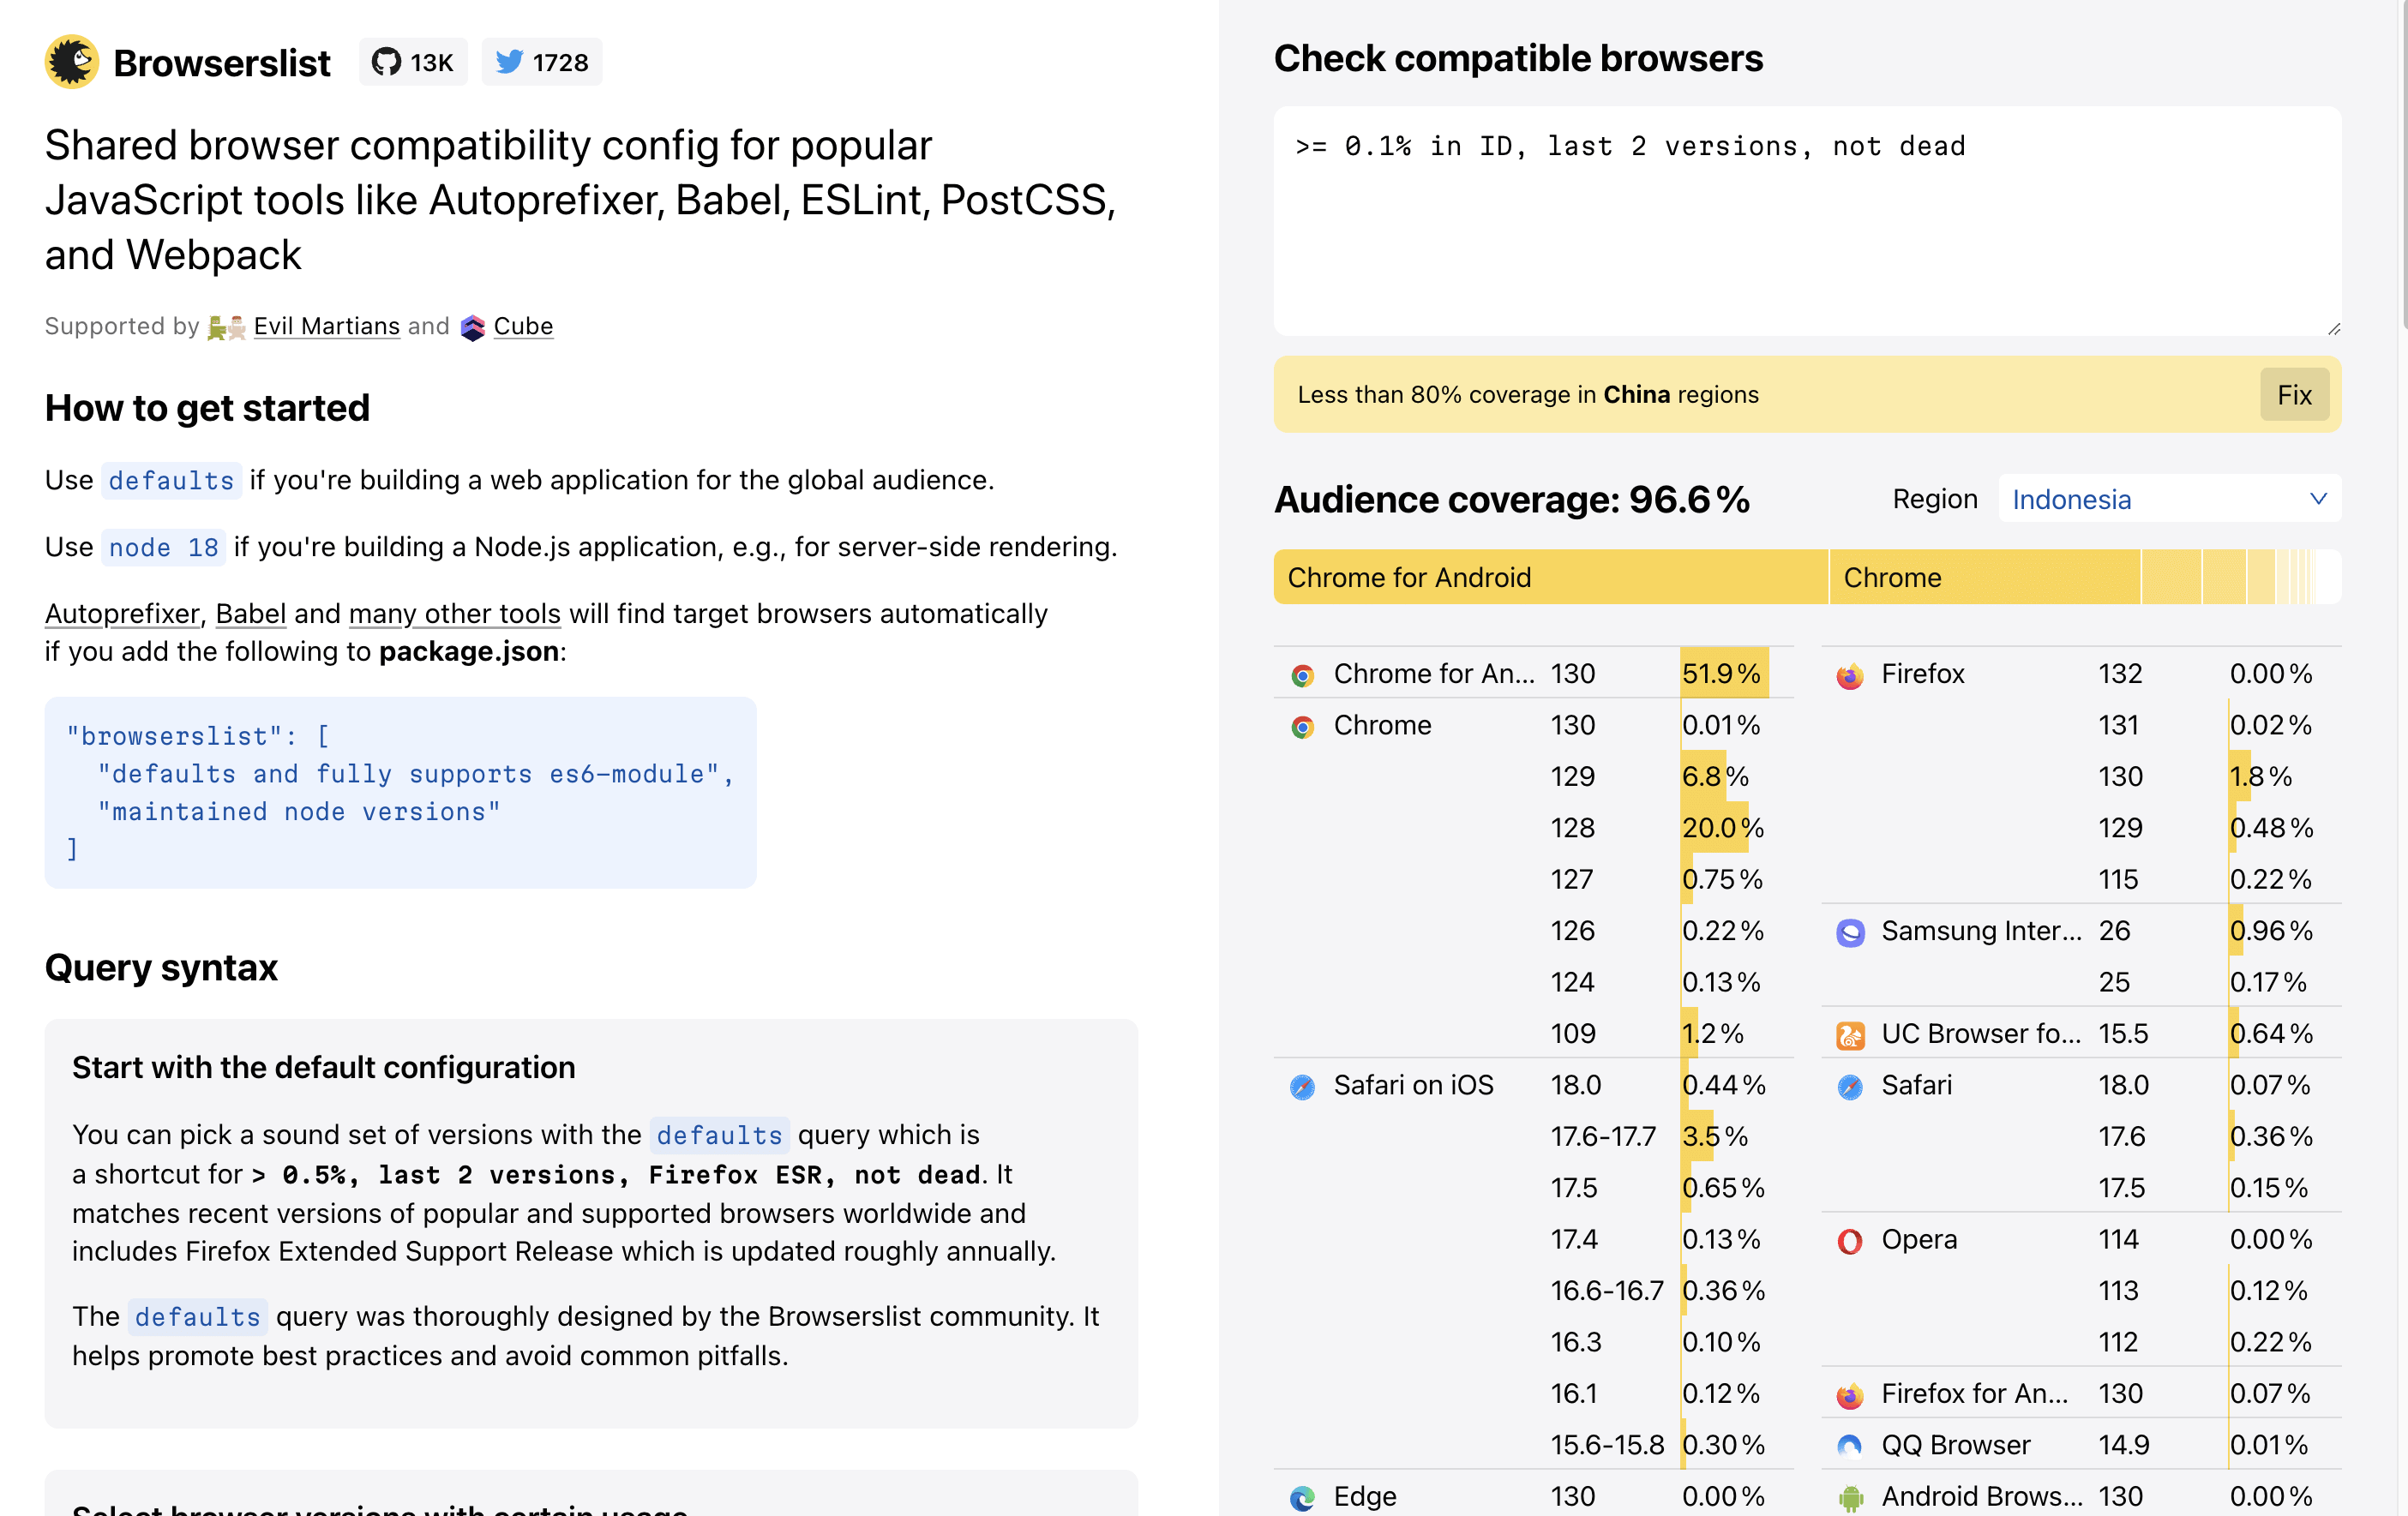 Browserslist
13K
1728
Shared browser compatibility config for popular
JavaScript tools like Autoprefixer, Babel, ESLint, PostCSS,
and Webpack
Supported by Evil Martians and Cube
How to get started
Use defaults if you're building a web application for the global audience.
Use node 18 if you're building a Node.js application, e.g., for server-side rendering.
Autoprefixer, Babel and many other tools will find target browsers automatically
if you add the following to package.json:
"browserslist": [
"defaults and fully supports es6-module",
"maintained node versions"
]
Query syntax
Start with the default configuration
You can pick a sound set of versions with the defaults query which is
a shortcut for > 0.5%, last 2 versions, Firefox ESR, not dead. It
matches recent versions of popular and supported browsers worldwide and
includes Firefox Extended Support Release which is updated roughly annually.
The defaults query was thoroughly designed by the Browserslist community. It
helps promote best practices and avoid common pitfalls.
Select browser versions with certain usage
Check compatible browsers
>= 0.1% in ID, last 2 versions, not dead
Less than 80% coverage in China regions
Fix
Audience coverage: 96.6%
Region Indonesia
Chrome for Android
Chrome
Chrome for An... 130 51.9%
Chrome 130 0.01%
129 6.8%
128 20.0%
127 0.75%
126 0.22%
124 0.13%
109 1.2%
Safari on iOS 18.0 0.44%
17.6-17.7 3.5%
17.5 0.65%
17.4 0.13%
16.6-16.7 0.36%
16.3 0.10%
16.1 0.12%
15.6-15.8 0.30%
Edge 130 0.00%
Firefox 132 0.00%
131 0.02%
130 1.8%
129 0.48%
115 0.22%
Samsung Inter... 26 0.96%
25 0.17%
UC Browser fo... 15.5 0.64%
Safari 18.0 0.07%
17.6 0.36%
17.5 0.15%
Opera 114 0.00%
113 0.12%
112 0.22%
Firefox for An... 130 0.07%
QQ Browser 14.9 0.01%
Android Brows... 130 0.00%